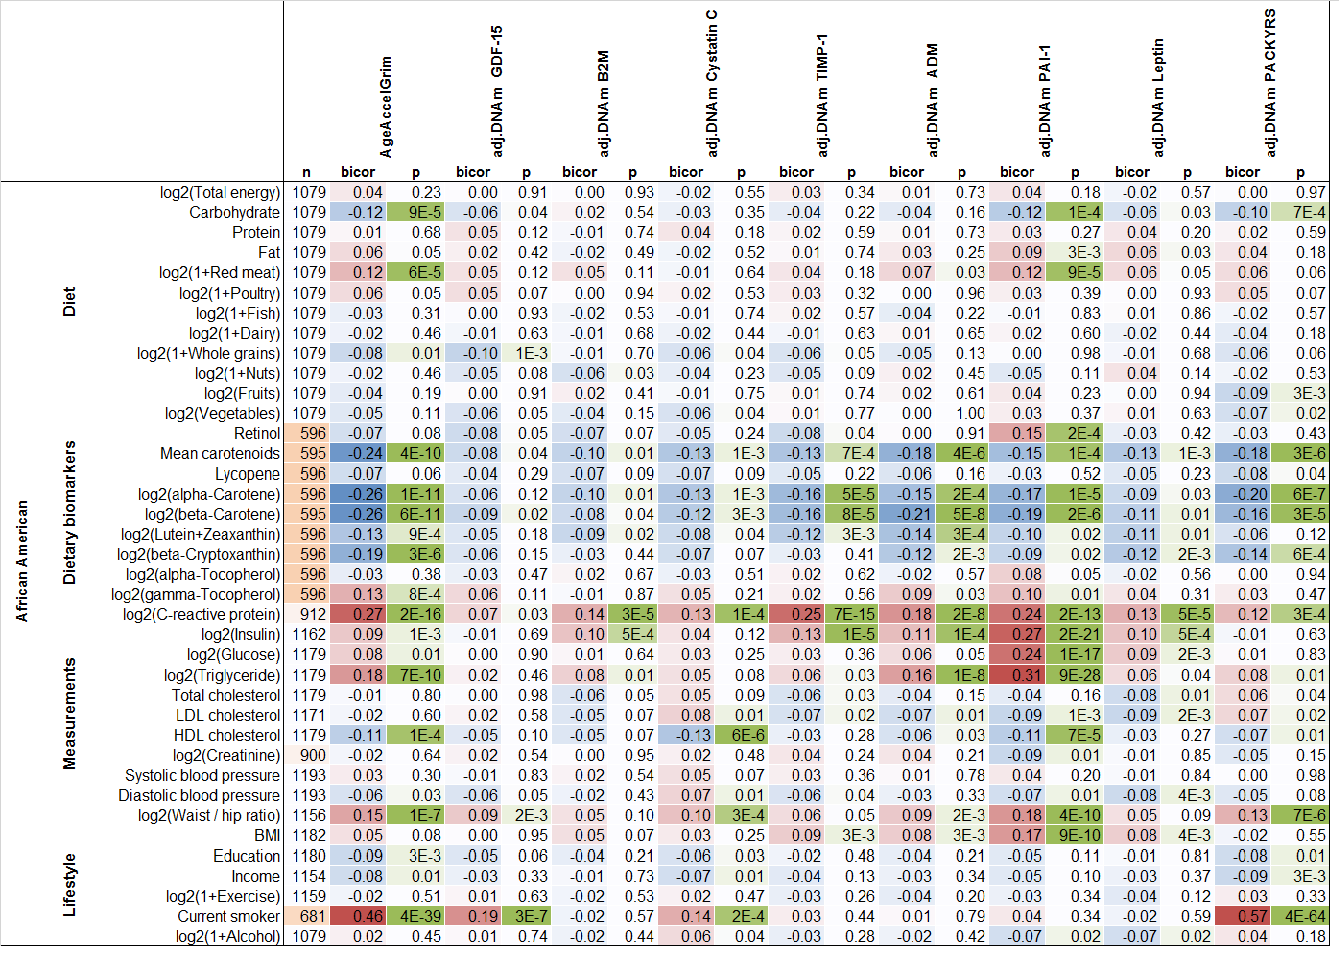 AgeAccelGrim
adj.DNAm GDF-15
adj.DNAm B2M
adj.DNAm Cystatin C
adj.DNAm TIMP-1
adj.DNAm ADM
adj.DNAm PAI-1
adj.DNAm Leptin
adj.DNAm PACKYRS
n bicor p bicor p bicor p bicor p bicor p bicor p bicor p bicor p bicor p
African American
Diet
log2(Total energy) 1079 0.04 0.23 0.00 0.91 0.00 0.93 -0.02 0.55 0.03 0.34 0.01 0.73 0.04 0.18 -0.02 0.57 0.00 0.97
Carbohydrate 1079 -0.12 9E-5 -0.06 0.04 0.02 0.54 -0.03 0.35 -0.04 0.22 -0.04 0.16 -0.12 1E-4 -0.06 0.03 -0.10 7E-4
Protein 1079 0.01 0.68 0.05 0.12 -0.01 0.74 0.04 0.18 0.02 0.59 0.01 0.73 0.03 0.27 0.04 0.20 0.02 0.59
Fat 1079 0.06 0.05 0.02 0.42 -0.02 0.49 -0.02 0.52 0.01 0.74 0.03 0.25 0.09 3E-3 0.06 0.03 0.04 0.18
log2(1+Red meat) 1079 0.12 6E-5 0.05 0.12 0.05 0.11 -0.01 0.64 0.04 0.18 0.07 0.03 0.12 9E-5 0.06 0.05 0.06 0.06
log2(1+Poultry) 1079 0.06 0.05 0.05 0.07 0.00 0.94 0.02 0.53 0.03 0.32 0.00 0.96 0.03 0.39 0.00 0.93 0.05 0.07
log2(1+Fish) 1079 -0.03 0.31 0.00 0.93 -0.02 0.53 -0.01 0.74 0.02 0.57 -0.04 0.22 -0.01 0.83 0.01 0.86 -0.02 0.57
log2(1+Dairy) 1079 -0.02 0.46 -0.01 0.63 -0.01 0.68 -0.02 0.44 -0.01 0.63 0.01 0.65 0.02 0.60 -0.02 0.44 -0.04 0.18
log2(1+Whole grains) 1079 -0.08 0.01 -0.10 1E-3 -0.01 0.70 -0.06 0.04 -0.06 0.05 -0.05 0.13 0.00 0.98 -0.01 0.68 -0.06 0.06
log2(1+Nuts) 1079 -0.02 0.46 -0.05 0.08 -0.06 0.03 -0.04 0.23 -0.05 0.09 -0.02 0.45 -0.05 0.11 0.04 0.14 -0.02 0.53
log2(Fruits) 1079 -0.04 0.19 0.00 0.91 0.02 0.41 -0.01 0.75 0.01 0.74 0.02 0.61 0.04 0.23 0.00 0.94 -0.09 3E-3
log2(Vegetables) 1079 -0.05 0.11 -0.06 0.05 -0.04 0.15 -0.06 0.04 0.01 0.77 0.00 1.00 0.03 0.37 0.01 0.63 -0.07 0.02
Dietary biomarkers
Retinol 596 -0.07 0.08 -0.08 0.05 -0.07 0.07 -0.05 0.24 -0.08 0.04 0.00 0.91 0.15 2E-4 -0.03 0.42 -0.03 0.43
Mean carotenoids 595 -0.24 4E-10 -0.08 0.04 -0.10 0.01 -0.13 1E-3 -0.13 7E-4 -0.18 4E-6 -0.15 1E-4 -0.13 1E-3 -0.18 3E-6
Lycopene 596 -0.07 0.06 -0.04 0.29 -0.07 0.09 -0.07 0.09 -0.05 0.22 -0.06 0.16 -0.03 0.52 -0.05 0.23 -0.08 0.04
log2(alpha-Carotene) 596 -0.26 1E-11 -0.06 0.12 -0.10 0.01 -0.13 1E-3 -0.16 5E-5 -0.15 2E-4 -0.17 1E-5 -0.09 0.03 -0.20 6E-7
log2(beta-Carotene) 595 -0.26 6E-11 -0.09 0.02 -0.08 0.04 -0.12 3E-3 -0.16 8E-5 -0.21 5E-8 -0.19 2E-6 -0.11 0.01 -0.16 3E-5
log2(Lutein+Zeaxanthin) 596 -0.13 9E-4 -0.05 0.18 -0.09 0.02 -0.08 0.04 -0.12 3E-3 -0.14 3E-4 -0.10 0.02 -0.11 0.01 -0.06 0.12
log2(beta-Cryptoxanthin) 596 -0.19 3E-6 -0.06 0.15 -0.03 0.44 -0.07 0.07 -0.03 0.41 -0.12 2E-3 -0.09 0.02 -0.12 2E-3 -0.14 6E-4
log2(alpha-Tocopherol) 596 -0.03 0.38 -0.03 0.47 0.02 0.67 -0.03 0.51 0.02 0.62 -0.02 0.57 0.08 0.05 -0.02 0.56 0.00 0.94
log2(gamma-Tocopherol) 596 0.13 8E-4 0.06 0.11 -0.01 0.87 0.05 0.21 0.02 0.56 0.09 0.03 0.10 0.01 0.04 0.31 0.03 0.47
Measurements
log2(C-reactive protein) 912 0.27 2E-16 0.07 0.03 0.14 3E-5 0.13 1E-4 0.25 7E-15 0.18 2E-8 0.24 2E-13 0.13 5E-5 0.12 3E-4
log2(Insulin) 1162 0.09 1E-3 -0.01 0.69 0.10 5E-4 0.04 0.12 0.13 1E-5 0.11 1E-4 0.27 2E-21 0.10 5E-4 -0.01 0.63
log2(Glucose) 1179 0.08 0.01 0.00 0.90 0.01 0.64 0.03 0.25 0.03 0.36 0.06 0.05 0.24 1E-17 0.09 2E-3 0.01 0.83
log2(Triglyceride) 1179 0.18 7E-10 0.02 0.46 0.08 0.01 0.05 0.08 0.06 0.03 0.16 1E-8 0.31 9E-28 0.06 0.04 0.08 0.01
Total cholesterol 1179 -0.01 0.80 0.00 0.98 -0.06 0.05 0.05 0.09 -0.06 0.03 -0.04 0.15 -0.04 0.16 -0.08 0.01 0.06 0.04
LDL cholesterol 1171 -0.02 0.60 0.02 0.58 -0.05 0.07 0.08 0.01 -0.07 0.02 -0.07 0.01 -0.09 1E-3 -0.09 2E-3 0.07 0.02
HDL cholesterol 1179 -0.11 1E-4 -0.05 0.10 -0.05 0.07 -0.13 6E-6 -0.03 0.28 -0.06 0.03 -0.11 7E-5 -0.03 0.27 -0.07 0.01
log2(Creatinine) 900 -0.02 0.64 0.02 0.54 0.00 0.95 0.02 0.48 0.04 0.24 0.04 0.21 -0.09 0.01 -0.01 0.85 -0.05 0.15
Systolic blood pressure 1193 0.03 0.30 -0.01 0.83 0.02 0.54 0.05 0.07 0.03 0.36 0.01 0.78 0.04 0.20 -0.01 0.84 0.00 0.98
Diastolic blood pressure 1193 -0.06 0.03 -0.06 0.05 -0.02 0.43 0.07 0.01 -0.06 0.04 -0.03 0.33 -0.07 0.01 -0.08 4E-3 -0.05 0.08
log2(Waist / hip ratio) 1156 0.15 1E-7 0.09 2E-3 0.05 0.10 0.10 3E-4 0.06 0.05 0.09 2E-3 0.18 4E-10 0.05 0.09 0.13 7E-6
BMI 1182 0.05 0.08 0.00 0.95 0.05 0.07 0.03 0.25 0.09 3E-3 0.08 3E-3 0.17 9E-10 0.08 4E-3 -0.02 0.55
Lifestyle
Education 1180 -0.09 3E-3 -0.05 0.06 -0.04 0.21 -0.06 0.03 -0.02 0.48 -0.04 0.21 -0.05 0.11 -0.01 0.81 -0.08 0.01
Income 1154 -0.08 0.01 -0.03 0.33 -0.01 0.73 -0.07 0.01 -0.04 0.13 -0.03 0.34 -0.05 0.10 -0.03 0.37 -0.09 3E-3
log2(1+Exercise) 1159 -0.02 0.51 0.01 0.63 -0.02 0.53 0.02 0.47 -0.03 0.26 -0.03 0.26 -0.03 0.34 -0.04 0.12 0.03 0.33
Current smoker 681 0.46 4E-39 0.19 3E-7 -0.02 0.57 0.14 2E-4 0.03 0.44 0.01 0.79 0.04 0.34 -0.02 0.59 0.57 4E-64
log2(1+Alcohol) 1079 0.02 0.45 0.01 0.74 -0.02 0.44 0.06 0.04 -0.03 0.28 -0.02 0.42 -0.07 0.02 -0.07 0.02 0.04 0.18